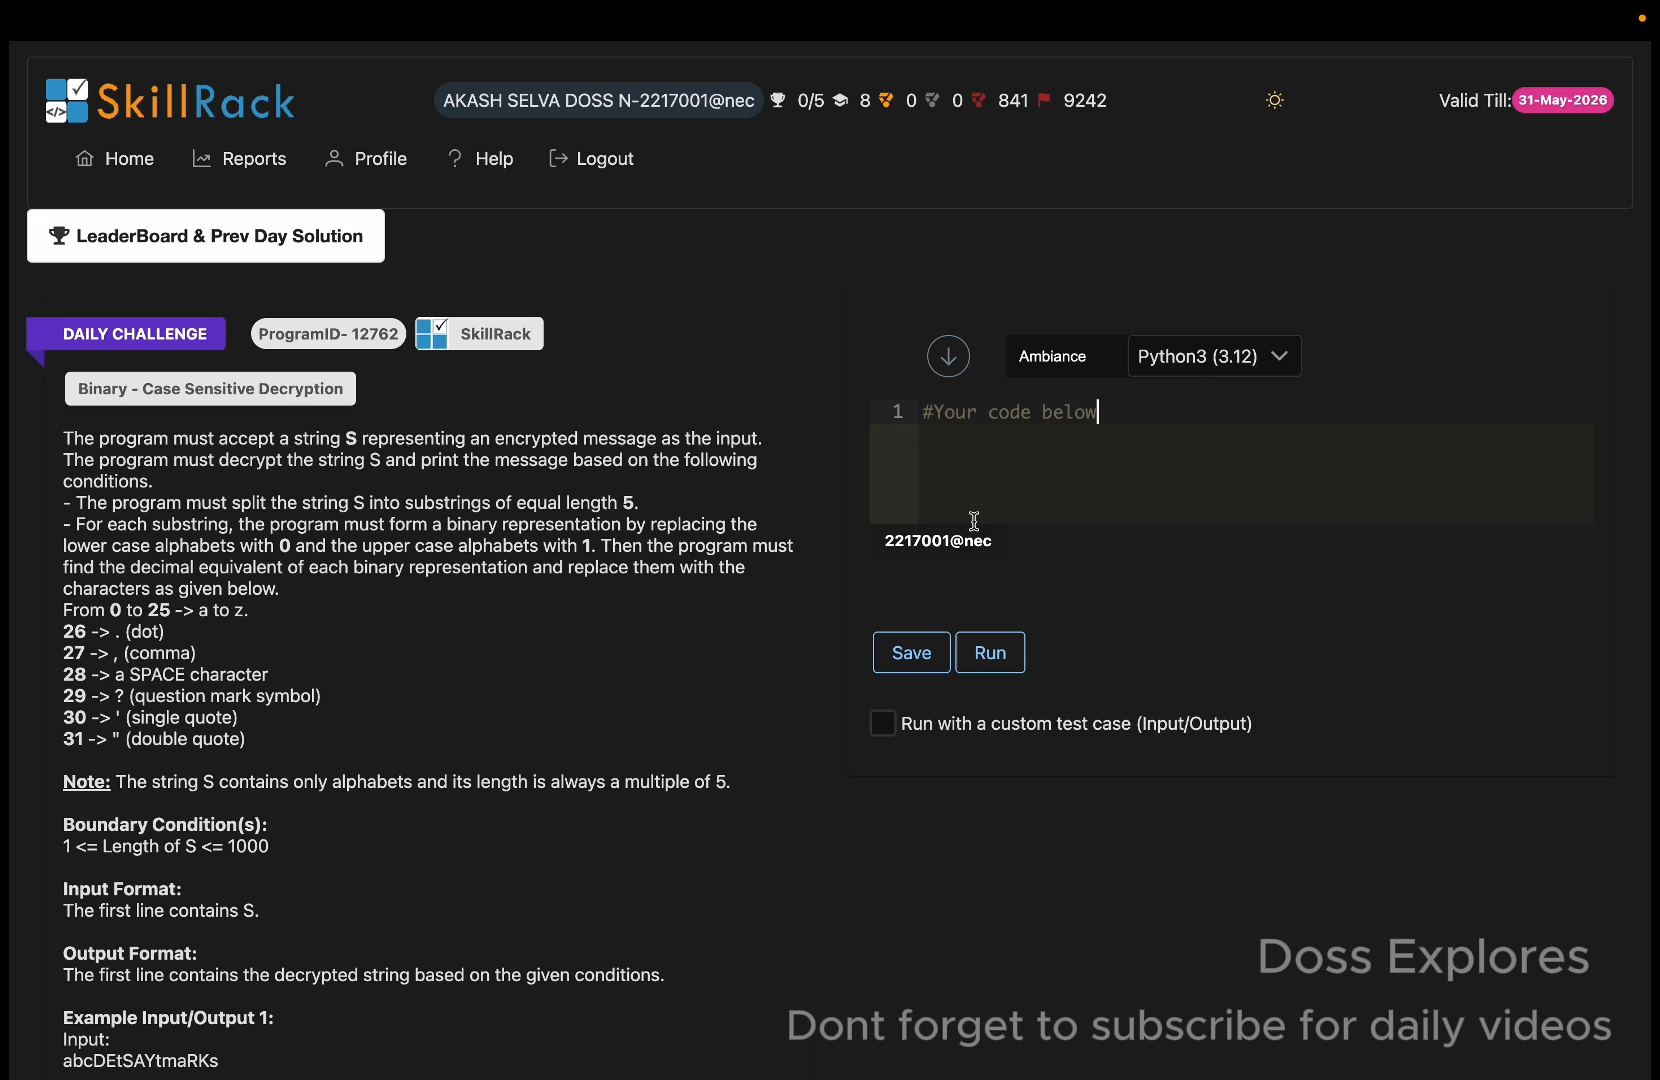 SkillRack
AKASH SELVA DOSS N-2217001@nec 0/5 8 0 0 841 9242
Valid Till: 31-May-2026
Home Reports Profile ? Help Logout
LeaderBoard & Prev Day Solution
DAILY CHALLENGE ProgramID- 12762 SkillRack
Binary - Case Sensitive Decryption
The program must accept a string S representing an encrypted message as the input.
The program must decrypt the string S and print the message based on the following
conditions.
- The program must split the string S into substrings of equal length 5.
- For each substring, the program must form a binary representation by replacing the
lower case alphabets with 0 and the upper case alphabets with 1. Then the program must
find the decimal equivalent of each binary representation and replace them with the
characters as given below.
From 0 to 25 -> a to z.
26 -> . (dot)
27 -> , (comma)
28 -> a SPACE character
29 -> ? (question mark symbol)
30 -> ' (single quote)
31 -> " (double quote)
Note: The string S contains only alphabets and its length is always a multiple of 5.
Boundary Condition(s):
1 <= Length of S <= 1000
Input Format:
The first line contains S.
Output Format:
The first line contains the decrypted string based on the given conditions.
Example Input/Output 1:
Input:
abcDEtSAYtmaRKs
Ambiance Python3 (3.12)
1 #Your code below
2217001@nec
Save Run
Run with a custom test case (Input/Output)
Doss Explores
Dont forget to subscribe for daily videos